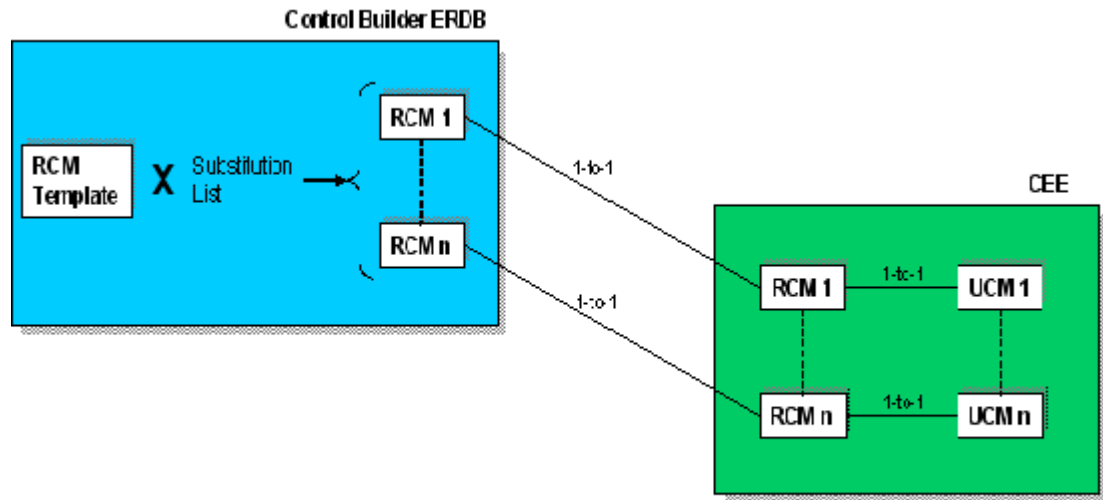 Control Builder ERDB
RCM
Template
X
Substitution
List
RCM 1
RCM n
1-to-1
1-to-1
CEE
RCM 1
1-to-1
UCM 1
RCM n
1-to-1
UCM n